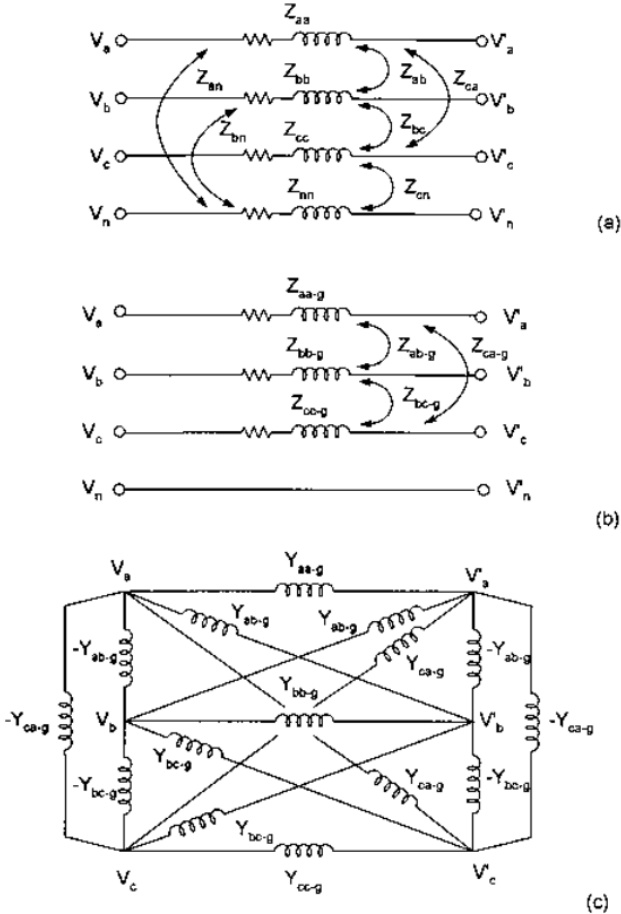 Zaa
Va V'a
Zan Zbb Zab Zca
Vb V'b
Zbn Zcc Zbc
Vc V'c
Znn Zcn
Vn V'n
(a)
Zaa-g
Va V'a
Zbb-g Zab-g Zca-g
Vb V'b
Zcc-g Zbc-g
Vc V'c
Vn V'n
(b)
Va Yaa-g V'a
Yab-g Yab-g
-Yab-g Yca-g -Yab-g
Ybb-g
-Yca-g Vb V'b -Yca-g
Ybc-g Yca-g
-Ybc-g -Ybc-g
Ybc-g
Vc Ycc-g V'c
(c)